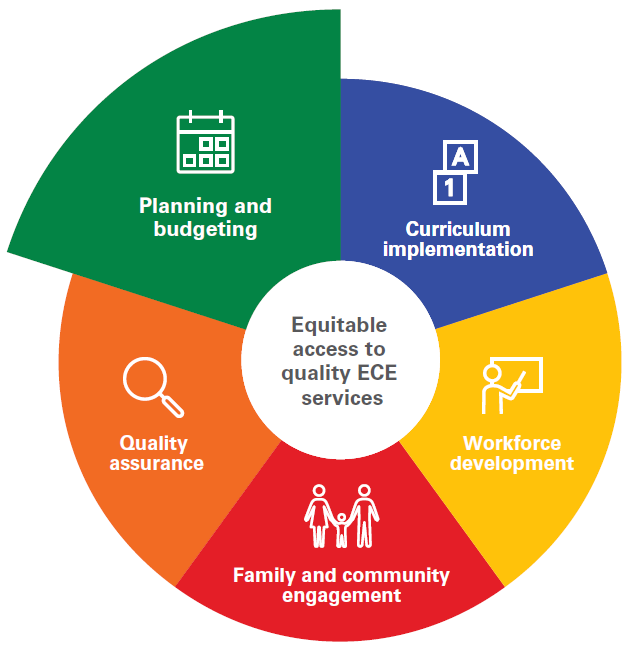 Planning and
budgeting
A
1
Curriculum
implementation
Equitable
access to
quality ECE
services
Quality
assurance
Workforce
development
Family and community
engagement